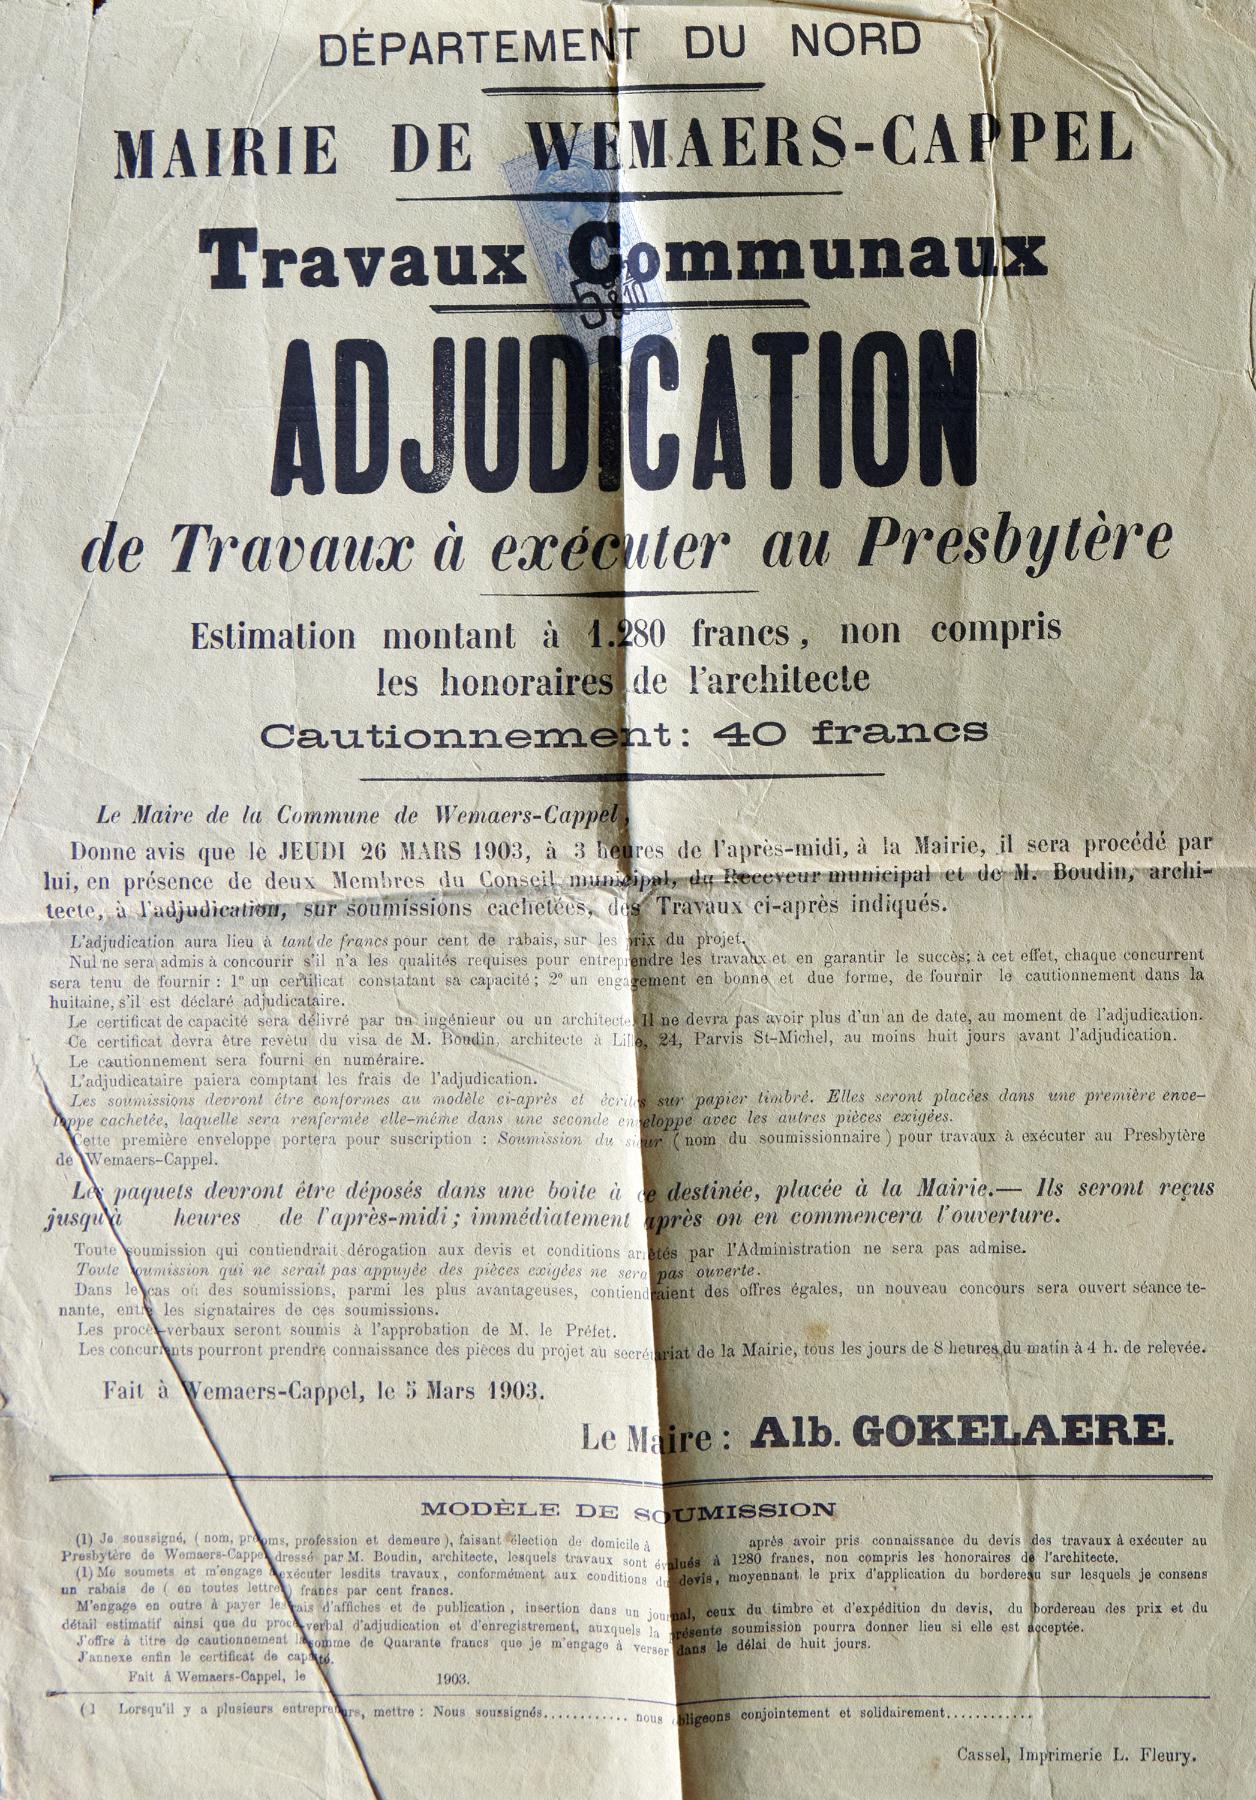 DÉPARTEMENT DU NORD
MAIRIE DE WEMAERS-CAPPEL
Travaux Communaux
5
&
10
ADJUDICATION
de Travaux à exécuter au Presbytère
Estimation montant à 1.280 francs, non compris
les honoraires de l'architecte
Cautionnement: 40 francs
Le Maire de la Commune de Wemaers-Cappel,
Donne avis que le JEUDI 26 MARS 1903, à 3 heures de l'après-midi, à la Mairie, il sera procédé par
lui, en présence de deux Membres du Conseil municipal, du Receveur municipal et de M. Boudin, archi-
tecte, à l'adjudication, sur soumissions cachetées, des Travaux ci-après indiqués.
L'adjudication aura lieu à tant de francs pour cent de rabais, sur les prix du projet.
Nul ne sera admis à concourir s'il n'a les qualités requises pour entreprendre les travaux et en garantir le succès; à cet effet, chaque concurrent
sera tenu de fournir : 1º un certificat constatant sa capacité ; 2º un engagement en bonne et due forme, de fournir le cautionnement dans la
huitaine, s'il est déclaré adjudicataire.
Le certificat de capacité sera délivré par un ingénieur ou un architecte. Il ne devra pas avoir plus d'un an de date, au moment de l'adjudication.
Ce certificat devra être revêtu du visa de M. Boudin, architecte à Lille, 24, Parvis St-Michel, au moins huit jours avant l'adjudication.
Le cautionnement sera fourni en numéraire.
L'adjudicataire paiera comptant les frais de l'adjudication.
Les soumissions devront être conformes au modèle ci-après et écrites sur papier timbré. Elles seront placées dans une première enve-
loppe cachetée, laquelle sera renfermée elle-même dans une seconde enveloppe avec les autres pièces exigées.
Cette première enveloppe portera pour suscription : Soumission du sieur (nom du soumissionnaire) pour travaux à exécuter au Presbytère
de Wemaers-Cappel.
Les paquets devront être déposés dans une boite à ce destinée, placée à la Mairie.— Ils seront reçus
jusqu'à heures de l'après-midi ; immédiatement après on en commencera l'ouverture.
Toute soumission qui contiendrait dérogation aux devis et conditions arrêtés par l'Administration ne sera pas admise.
Toute soumission qui ne serait pas appuyée des pièces exigées ne sera pas ouverte.
Dans le cas où des soumissions, parmi les plus avantageuses, contiendraient des offres égales, un nouveau concours sera ouvert séance te-
nante, entre les signataires de ces soumissions.
Les procès-verbaux seront soumis à l'approbation de M. le Préfet.
Les concurrents pourront prendre connaissance des pièces du projet au secrétariat de la Mairie, tous les jours de 8 heures du matin à 4 h. de relevée.
Fait à Wemaers-Cappel, le 5 Mars 1903.
Le Maire : Alb. GOKELAERE.
MODÈLE DE SOUMISSION
(1) Je soussigné, ( nom, prénoms, profession et demeure ), faisant élection de domicile à après avoir pris connaissance du devis des travaux à exécuter au
Presbytère de Wemaers-Cappel dressé par M. Boudin, architecte, lesquels travaux sont évalués à 1280 francs, non compris les honoraires de l'architecte.
(1) Me soumets et m'engage à exécuter lesdits travaux, conformément aux conditions du devis, moyennant le prix d'application du bordereau sur lesquels je consens
un rabais de ( en toutes lettres ) francs par cent francs.
M'engage en outre à payer les frais d'affiches et de publication, insertion dans un journal, ceux du timbre et d'expédition du devis, du bordereau des prix et du
détail estimatif ainsi que du procès-verbal d'adjudication et d'enregistrement, auxquels la présente soumission pourra donner lieu si elle est acceptée.
J'offre à titre de cautionnement la somme de Quarante francs que je m'engage à verser dans le délai de huit jours.
J'annexe enfin le certificat de capacité.
Fait à Wemaers-Cappel, le 1903.
(1 Lorsqu'il y a plusieurs entrepreneurs, mettre : Nous soussignés............ nous obligeons conjointement et solidairement............
Cassel, Imprimerie L. Fleury.